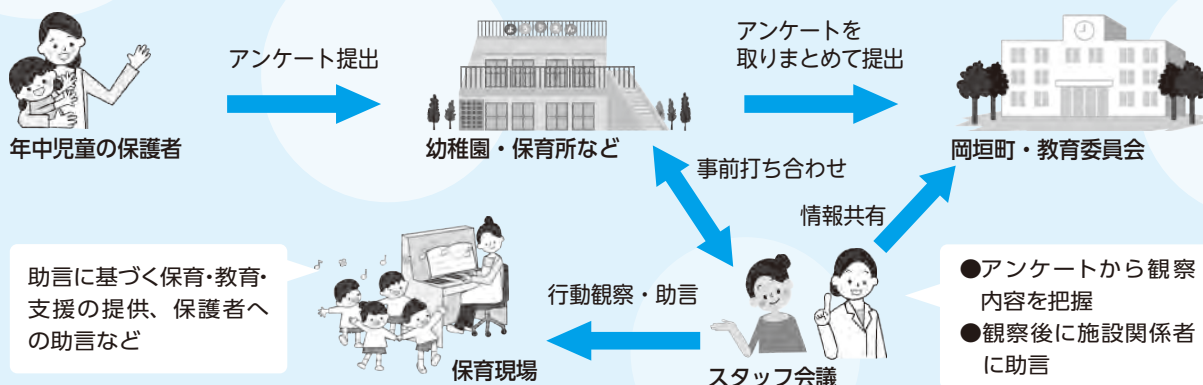 アンケート提出
アンケートを
取りまとめて提出
年中児童の保護者
幼稚園・保育所など
岡垣町・教育委員会
事前打ち合わせ
情報共有
助言に基づく保育・教育・
支援の提供、保護者へ
の助言など
行動観察・助言
●アンケートから観察
内容を把握
●観察後に施設関係者
に助言
保育現場
スタッフ会議